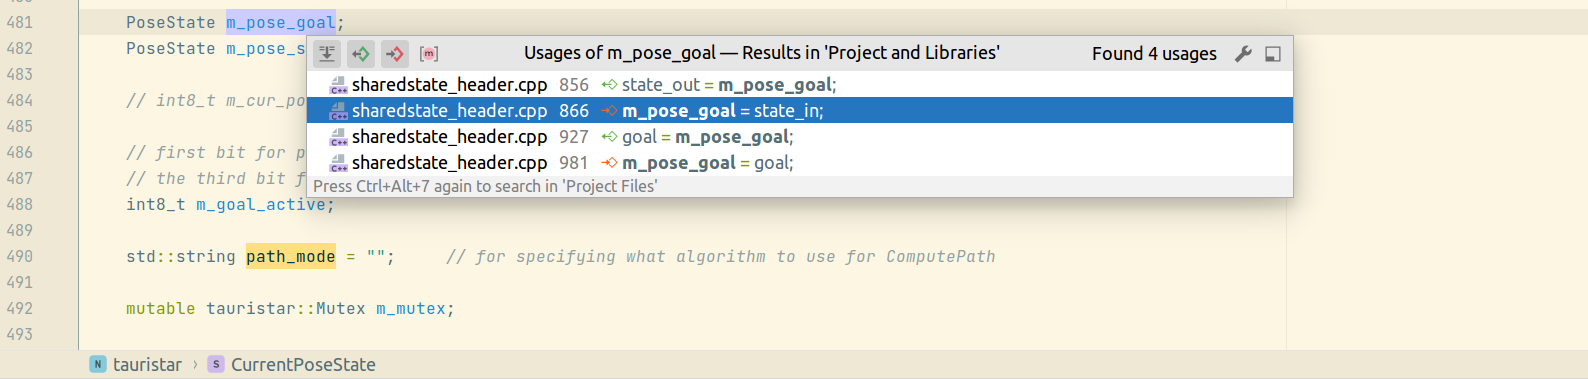 481 PoseState m_pose_goal;
482 PoseState m_pose_s
Usages of m_pose_goal — Results in 'Project and Libraries' Found 4 usages
483
sharedstate_header.cpp 856 state_out = m_pose_goal;
484 // int8_t m_cur_po
sharedstate_header.cpp 866 m_pose_goal = state_in;
485
sharedstate_header.cpp 927 goal = m_pose_goal;
486 // first bit for p
sharedstate_header.cpp 981 m_pose_goal = goal;
487 // the third bit f
Press Ctrl+Alt+7 again to search in 'Project Files'
488 int8_t m_goal_active;
489
490 std::string path_mode = ""; // for specifying what algorithm to use for ComputePath
491
492 mutable tauristar::Mutex m_mutex;
493
N tauristar › S CurrentPoseState